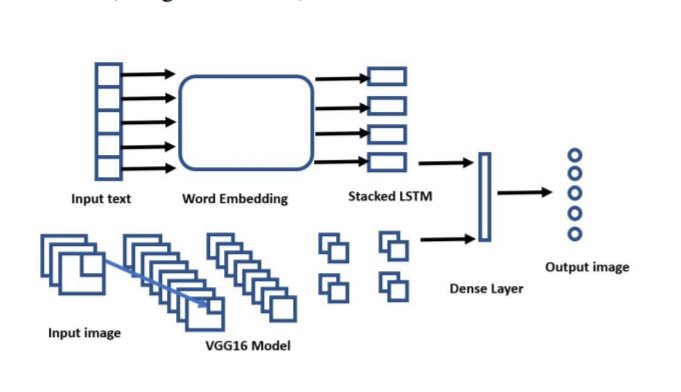 Input text
Word Embedding
Stacked LSTM
Output image
Dense Layer
Input image
VGG16 Model